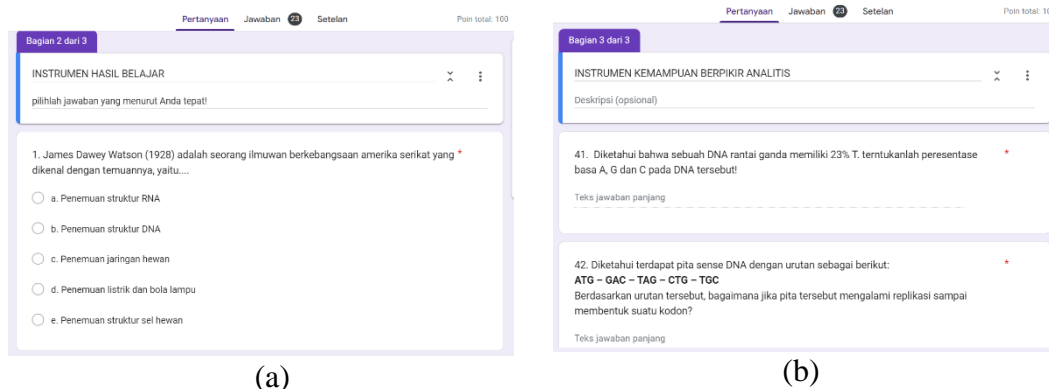 Pertanyaan Jawaban 23 Setelan Poin total: 100
Bagian 2 dari 3
INSTRUMEN HASIL BELAJAR
pilihlah jawaban yang menurut Anda tepat!
1. James Dewey Watson (1928) adalah seorang ilmuwan berkebangsaan amerika serikat yang *
dikenal dengan temuannya, yaitu....
a. Penemuan struktur RNA
b. Penemuan struktur DNA
c. Penemuan jaringan hewan
d. Penemuan listrik dan bola lampu
e. Penemuan struktur sel hewan
(a)
Pertanyaan Jawaban 23 Setelan Poin total: 10
Bagian 3 dari 3
INSTRUMEN KEMAMPUAN BERPIKIR ANALITIS
Deskripsi (opsional)
41. Diketahui bahwa sebuah DNA rantai ganda memiliki 23% T. terntukanlah peresentase *
basa A, G dan C pada DNA tersebut!
Teks jawaban panjang
42. Diketahui terdapat pita sense DNA dengan urutan sebagai berikut: *
ATG – GAC – TAG – CTG – TGC
Berdasarkan urutan tersebut, bagaimana jika pita tersebut mengalami replikasi sampai
membentuk suatu kodon?
Teks jawaban panjang
(b)